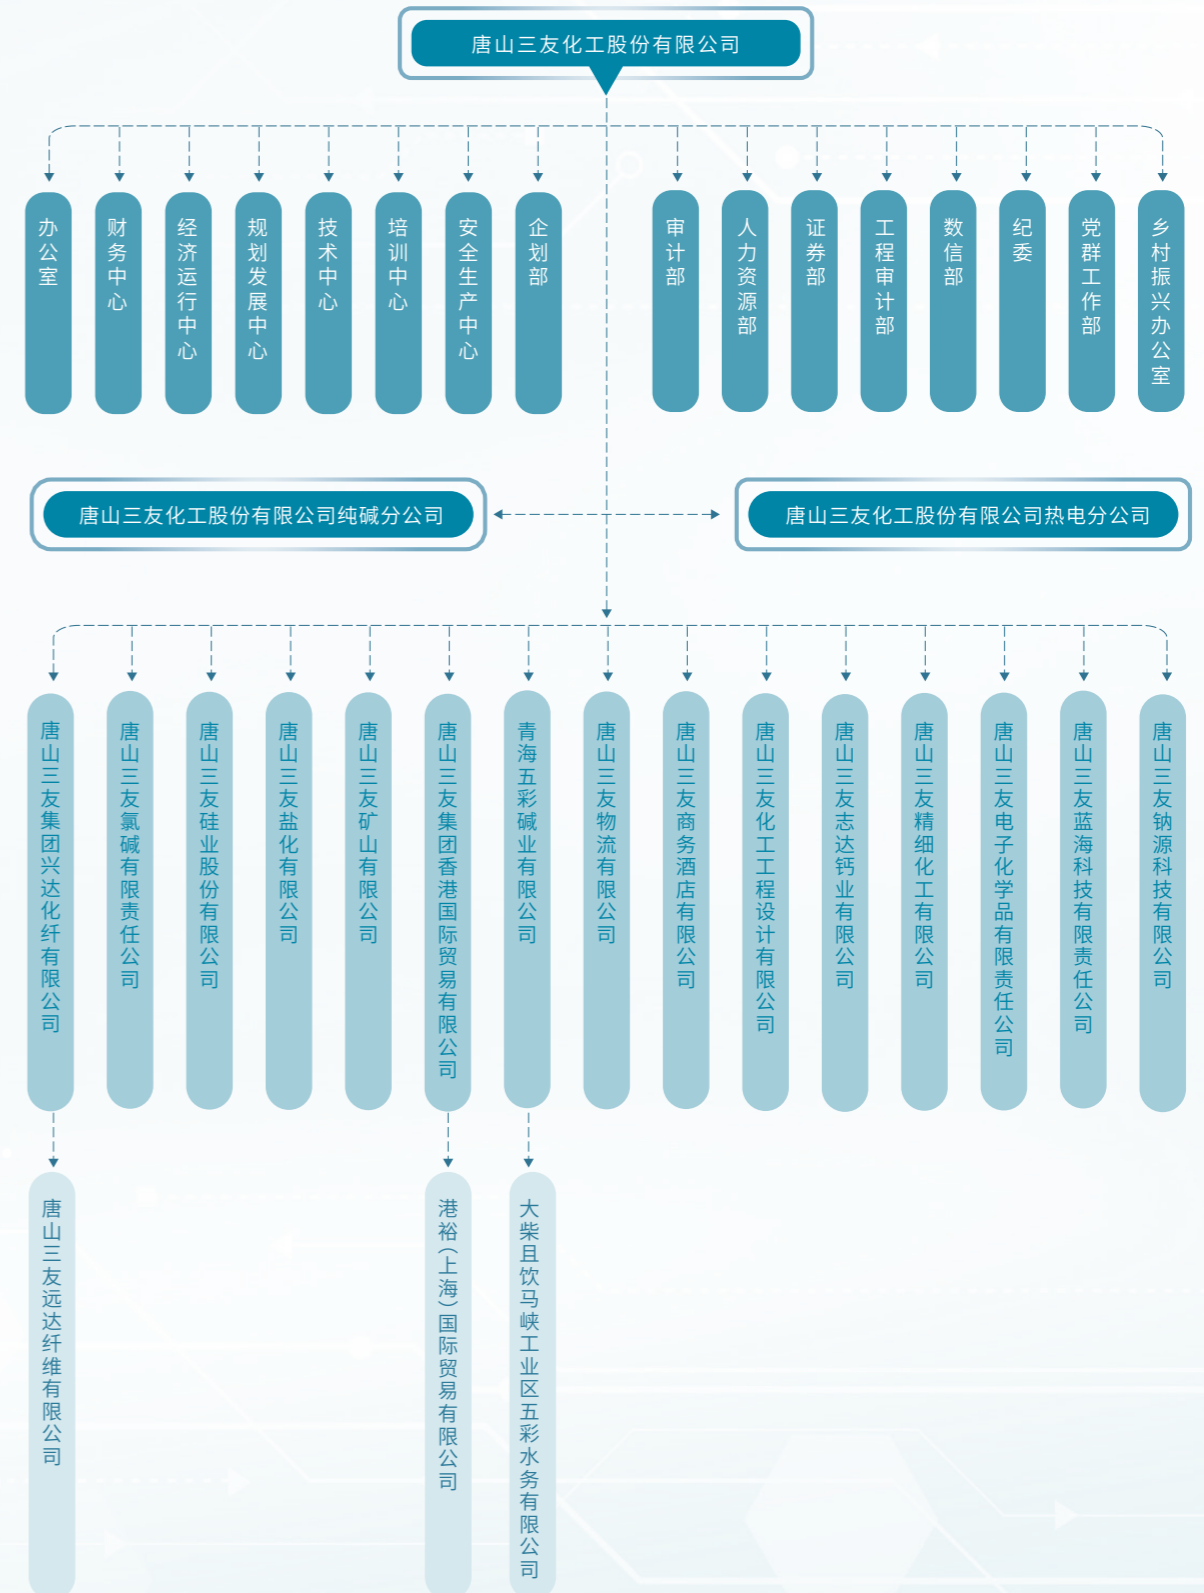 唐山三友化工股份有限公司
办公室
财务中心
经济运行中心
规划发展中心
技术中心
培训中心
安全生产中心
企划部
审计部
人力资源部
证券部
工程审计部
数信部
纪委
党群工作部
乡村振兴办公室
唐山三友化工股份有限公司纯碱分公司
唐山三友化工股份有限公司热电分公司
唐山三友集团兴达化纤有限公司
唐山三友氯碱有限责任公司
唐山三友硅业股份有限公司
唐山三友盐化有限公司
唐山三友矿山有限公司
唐山三友集团香港国际贸易有限公司
青海五彩碱业有限公司
唐山三友物流有限公司
唐山三友商务酒店有限公司
唐山三友化工工程设计有限公司
唐山三友志达钙业有限公司
唐山三友精细化工有限公司
唐山三友电子化学品有限责任公司
唐山三友蓝海科技有限责任公司
唐山三友钠源科技有限公司
唐山三友远达纤维有限公司
港裕（上海）国际贸易有限公司
大柴旦饮马峡工业区五彩水务有限公司